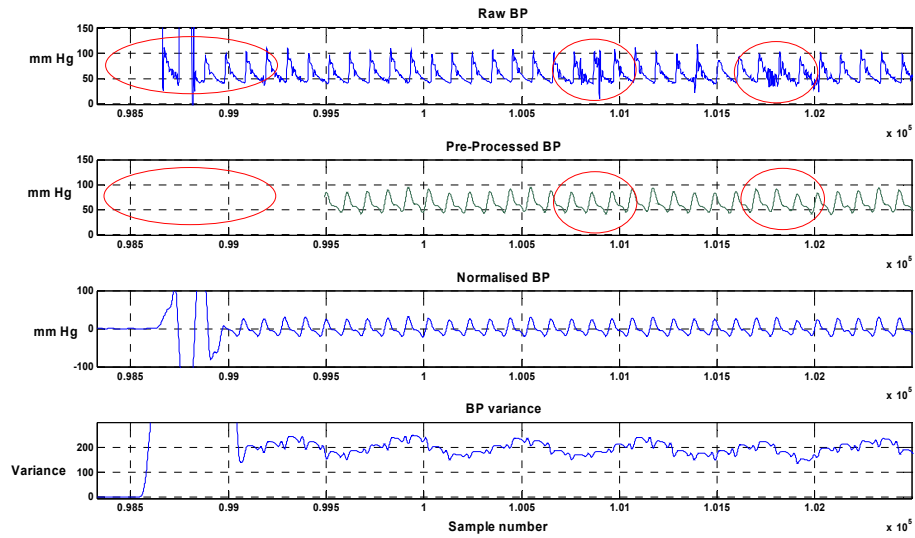 Raw BP
mm Hg
150
100
50
0
0.985 0.99 0.995 1 1.005 1.01 1.015 1.02
x 10^5
Pre-Processed BP
mm Hg
150
100
50
0
0.985 0.99 0.995 1 1.005 1.01 1.015 1.02
x 10^5
Normalised BP
mm Hg
100
0
-100
0.985 0.99 0.995 1 1.005 1.01 1.015 1.02
x 10^5
BP variance
Variance
200
100
0
0.985 0.99 0.995 1 1.005 1.01 1.015 1.02
Sample number
x 10^5